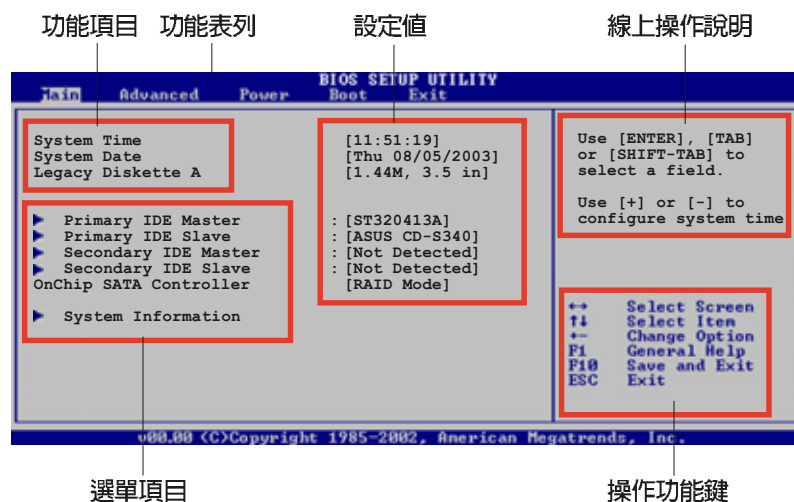 功能項目 功能表列 設定值 線上操作說明
BIOS SETUP UTILITY
Main Advanced Power Boot Exit
System Time [11:51:19]
System Date [Thu 08/05/2003]
Legacy Diskette A [1.44M, 3.5 in]
Primary IDE Master : [ST320413A]
Primary IDE Slave : [ASUS CD-S340]
Secondary IDE Master : [Not Detected]
Secondary IDE Slave : [Not Detected]
OnChip SATA Controller [RAID Mode]
System Information
Use [ENTER], [TAB]
or [SHIFT-TAB] to
select a field.
Use [+] or [-] to
configure system time
↔ Select Screen
↑↓ Select Item
+- Change Option
F1 General Help
F10 Save and Exit
ESC Exit
v00.00 (C)Copyright 1985-2002, American Megatrends, Inc.
選單項目 操作功能鍵